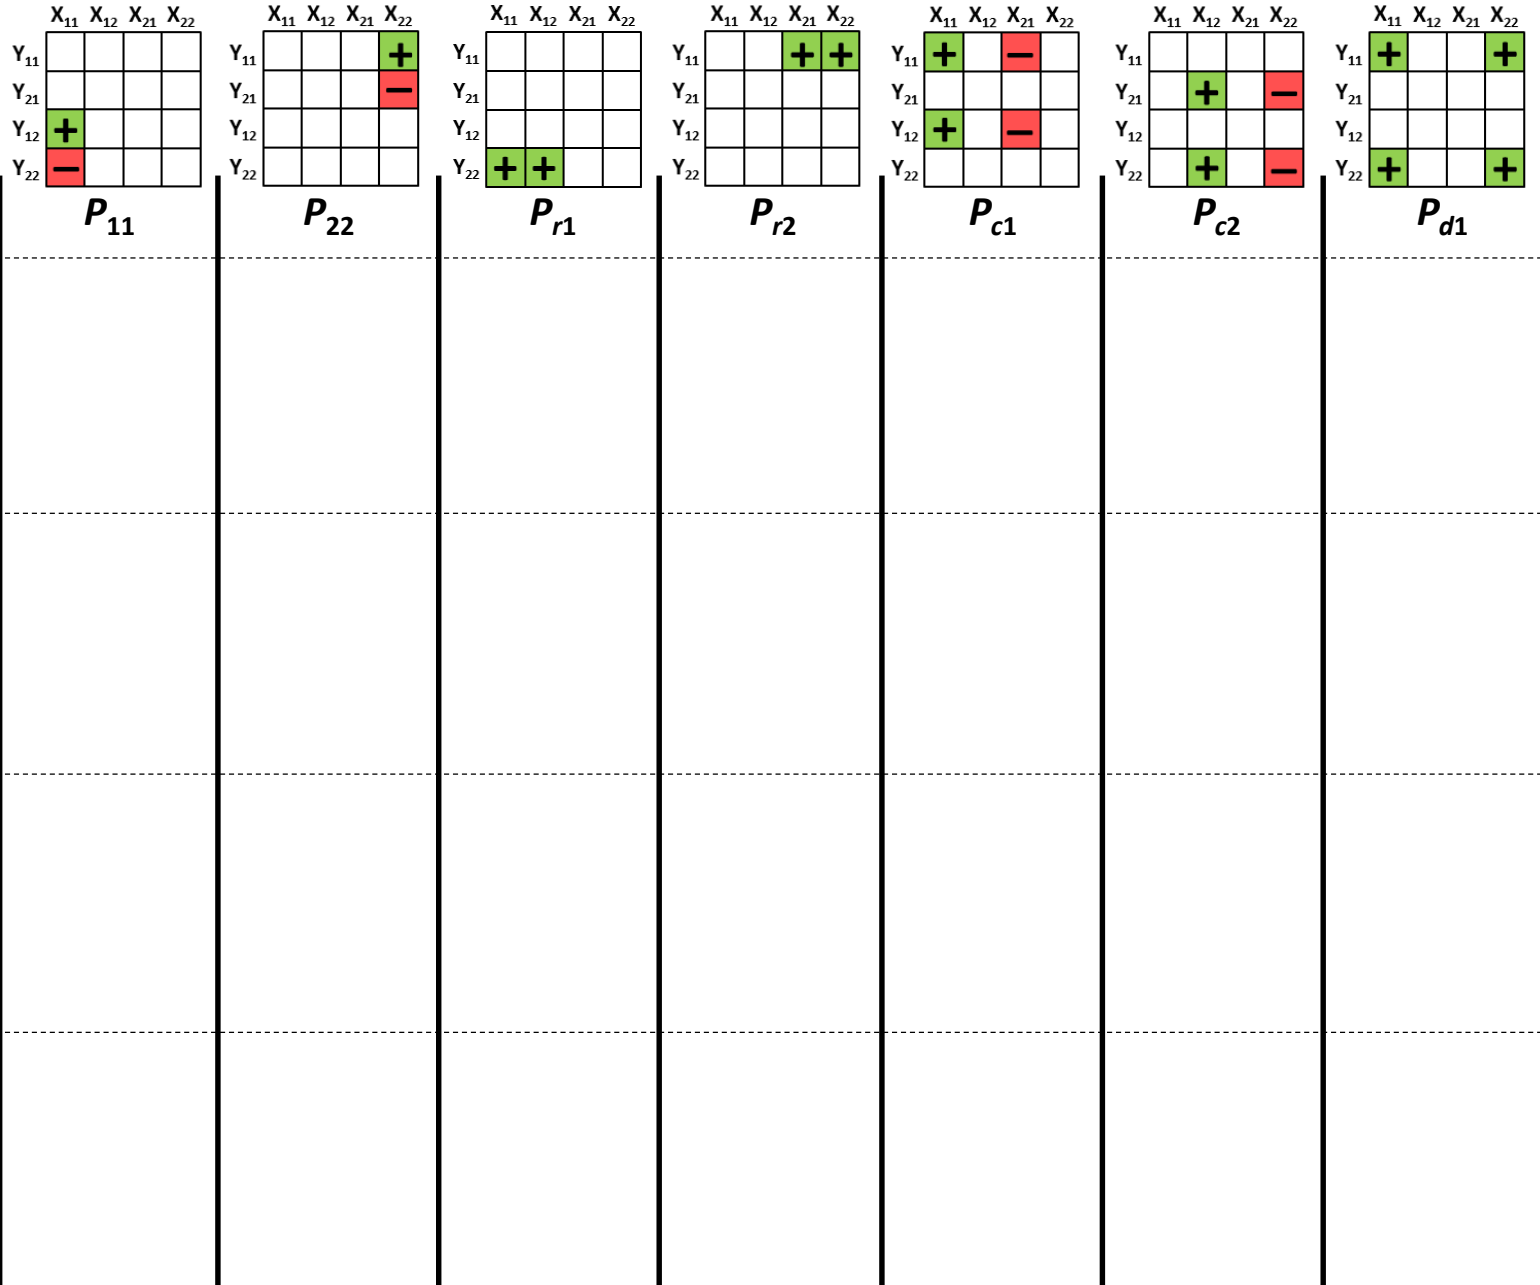 X₁₁ X₁₂ X₂₁ X₂₂
Y₁₁
Y₂₁
Y₁₂ +
Y₂₂ −
P₁₁
X₁₁ X₁₂ X₂₁ X₂₂
Y₁₁ +
Y₂₁ −
Y₁₂
Y₂₂
P₂₂
X₁₁ X₁₂ X₂₁ X₂₂
Y₁₁
Y₂₁
Y₁₂
Y₂₂ + +
Pr1
X₁₁ X₁₂ X₂₁ X₂₂
Y₁₁ + +
Y₂₁
Y₁₂
Y₂₂
Pr2
X₁₁ X₁₂ X₂₁ X₂₂
Y₁₁ + −
Y₂₁
Y₁₂ + −
Y₂₂
Pc1
X₁₁ X₁₂ X₂₁ X₂₂
Y₁₁
Y₂₁ + −
Y₁₂
Y₂₂ + −
Pc2
X₁₁ X₁₂ X₂₁ X₂₂
Y₁₁ + +
Y₂₁
Y₁₂
Y₂₂ + +
Pd1